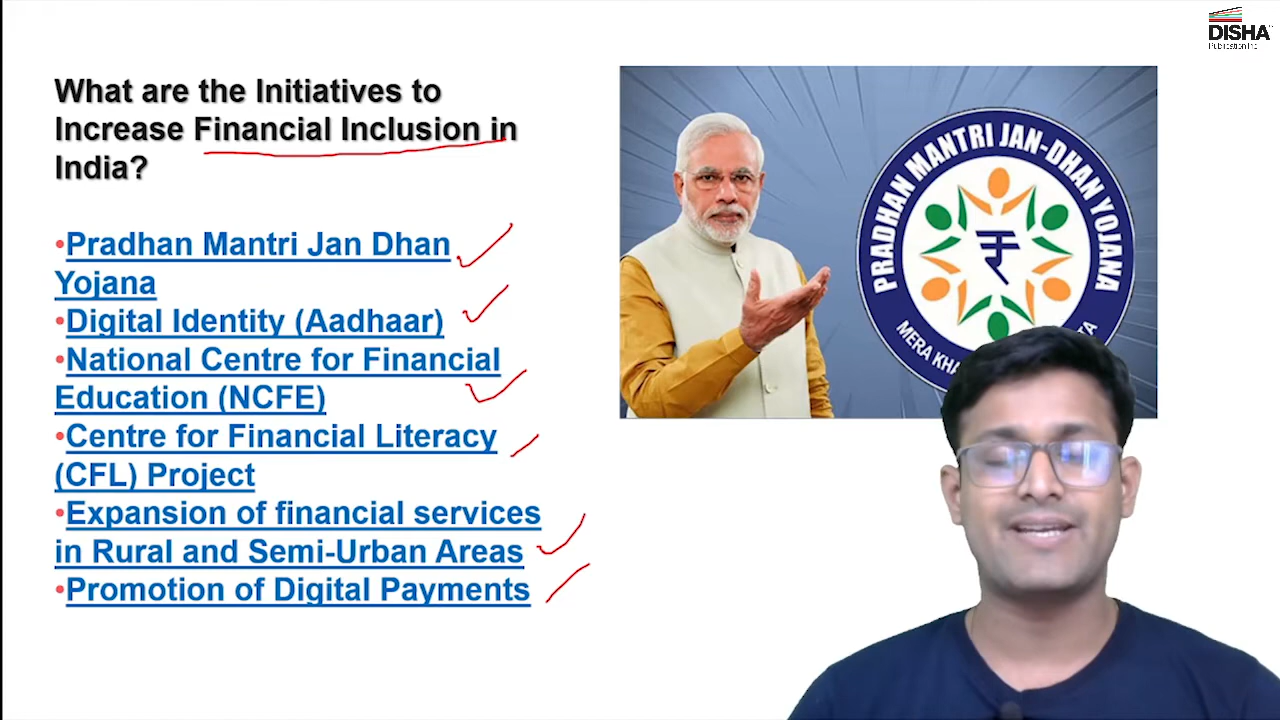 DISHA
Publication Inc
What are the Initiatives to
Increase Financial Inclusion in
India?
•Pradhan Mantri Jan Dhan
Yojana
•Digital Identity (Aadhaar)
•National Centre for Financial
Education (NCFE)
•Centre for Financial Literacy
(CFL) Project
•Expansion of financial services
in Rural and Semi-Urban Areas
•Promotion of Digital Payments
PRADHAN MANTRI JAN-DHAN YOJANA
MERA